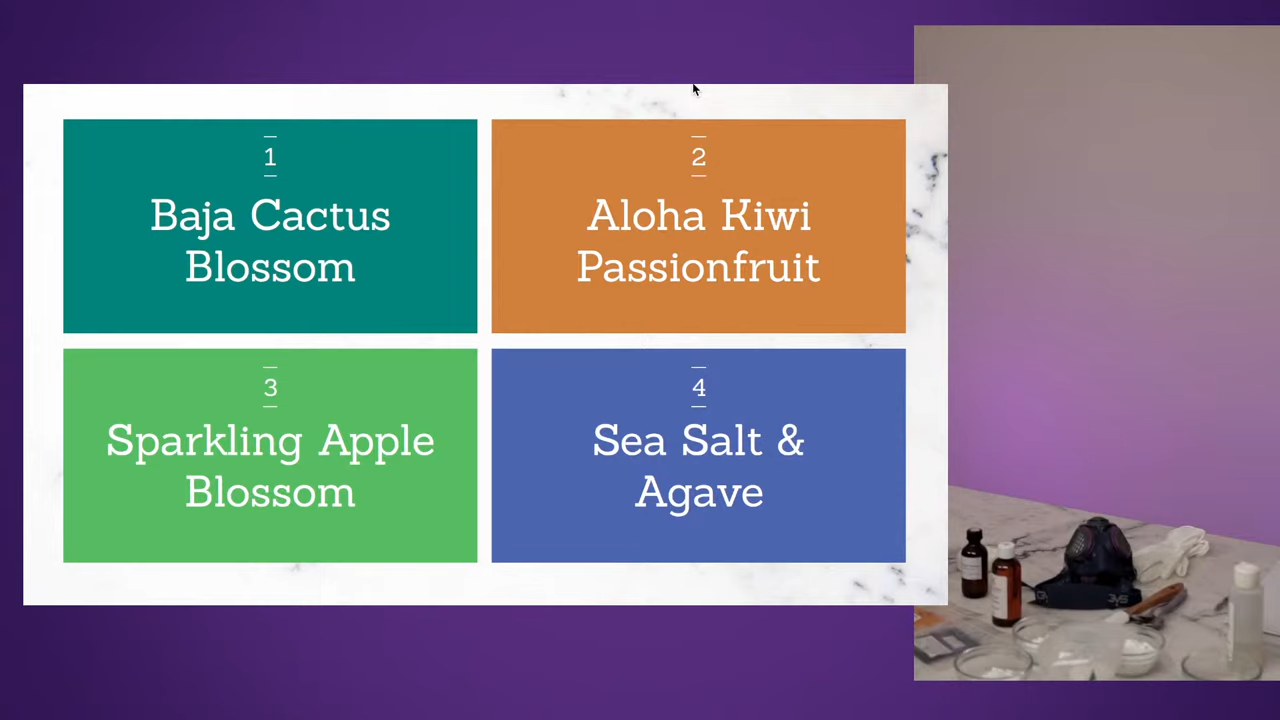 1
Baja Cactus
Blossom
2
Aloha Kiwi
Passionfruit
3
Sparkling Apple
Blossom
4
Sea Salt &
Agave